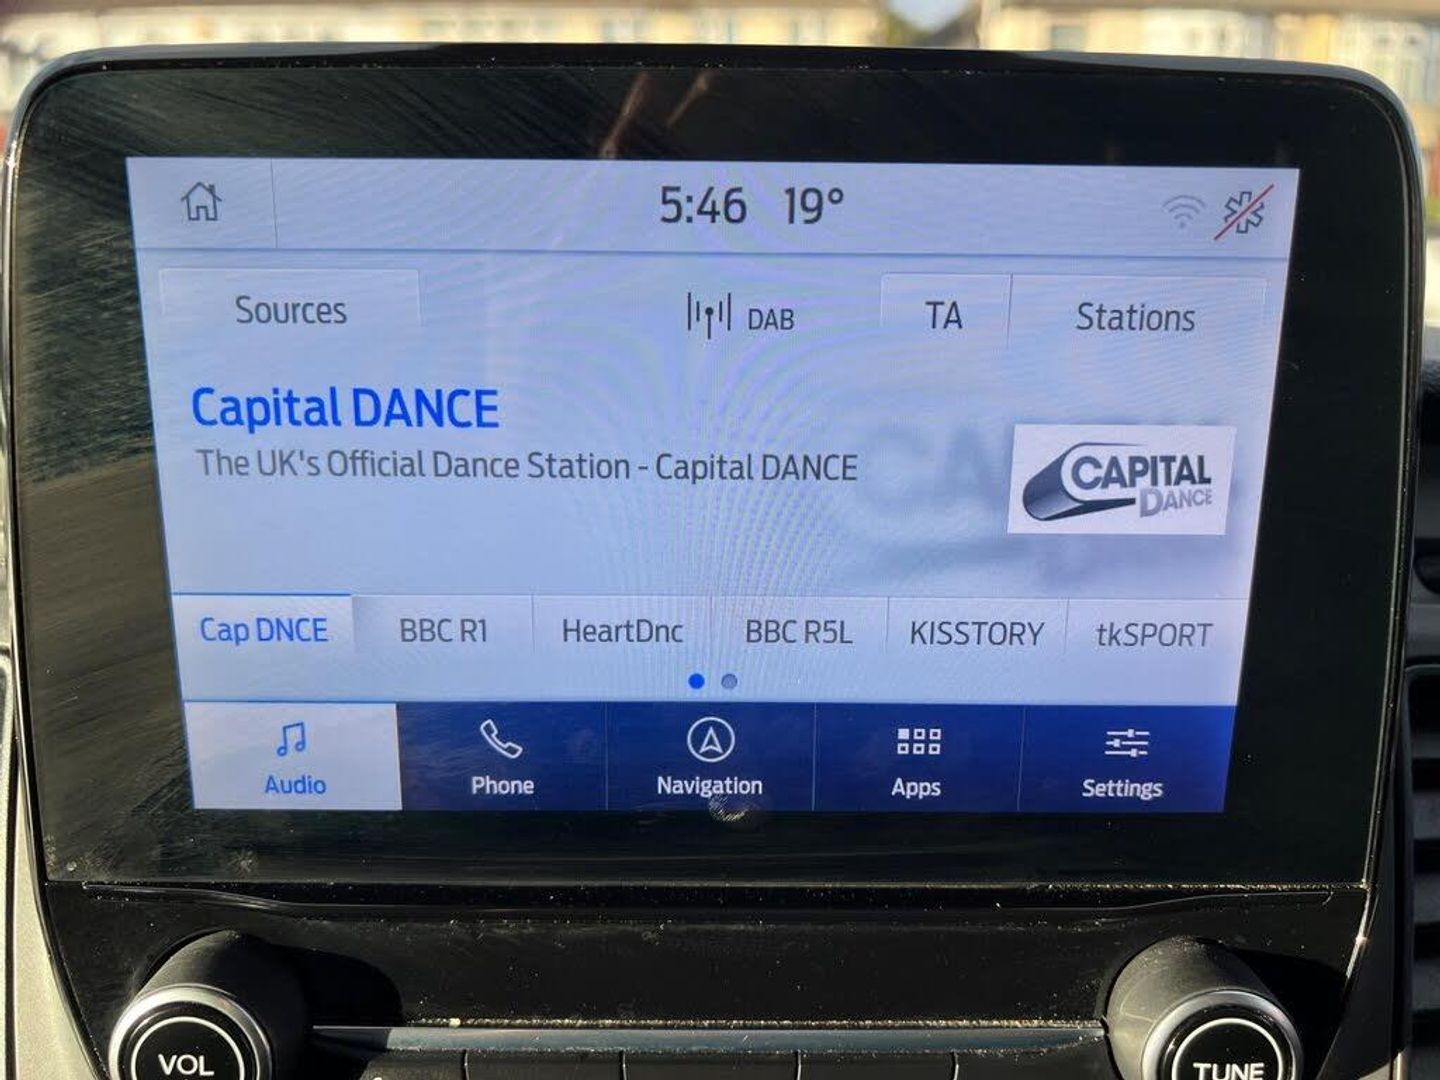 5:46 19°
Sources
DAB
TA
Stations
Capital DANCE
The UK's Official Dance Station - Capital DANCE
CAPITAL
DANCE
Cap DNCE
BBC R1
HeartDnc
BBC R5L
KISSTORY
tkSPORT
Audio
Phone
Navigation
Apps
Settings
VOL
TUNE